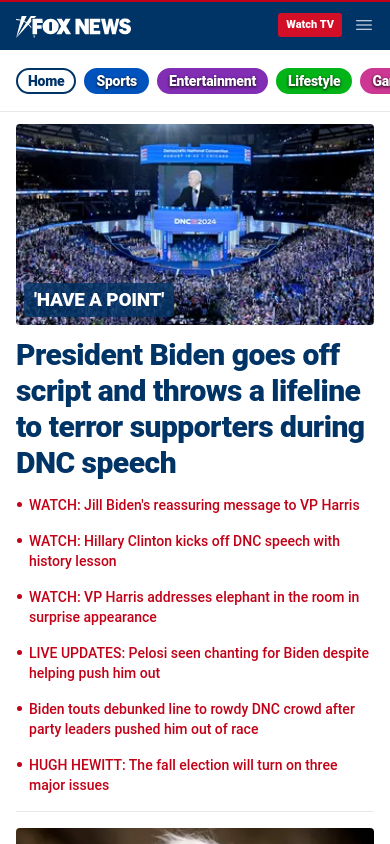 FOX NEWS
Watch TV
Home
Sports
Entertainment
Lifestyle
Ga
Democratic National Convention
AUGUST 19-22 / CHICAGO
DNC 2024
'HAVE A POINT'
President Biden goes off
script and throws a lifeline
to terror supporters during
DNC speech
• WATCH: Jill Biden's reassuring message to VP Harris
• WATCH: Hillary Clinton kicks off DNC speech with
history lesson
• WATCH: VP Harris addresses elephant in the room in
surprise appearance
• LIVE UPDATES: Pelosi seen chanting for Biden despite
helping push him out
• Biden touts debunked line to rowdy DNC crowd after
party leaders pushed him out of race
• HUGH HEWITT: The fall election will turn on three
major issues